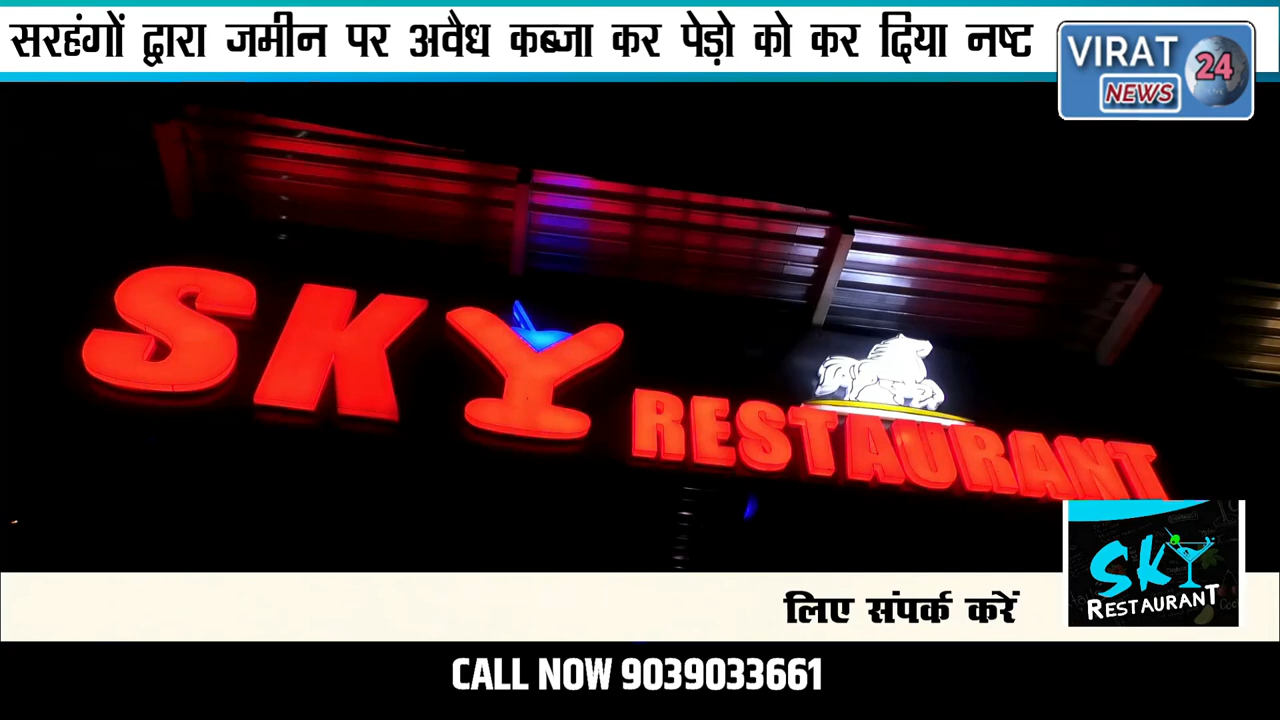 सरहंगों द्वारा जमीन पर अवैध कब्जा कर पेड़ो को कर दिया नष्ट
VIRAT 24
NEWS
SKY RESTAURANT
लिए संपर्क करें
SKY
RESTAURANT
CALL NOW 9039033661